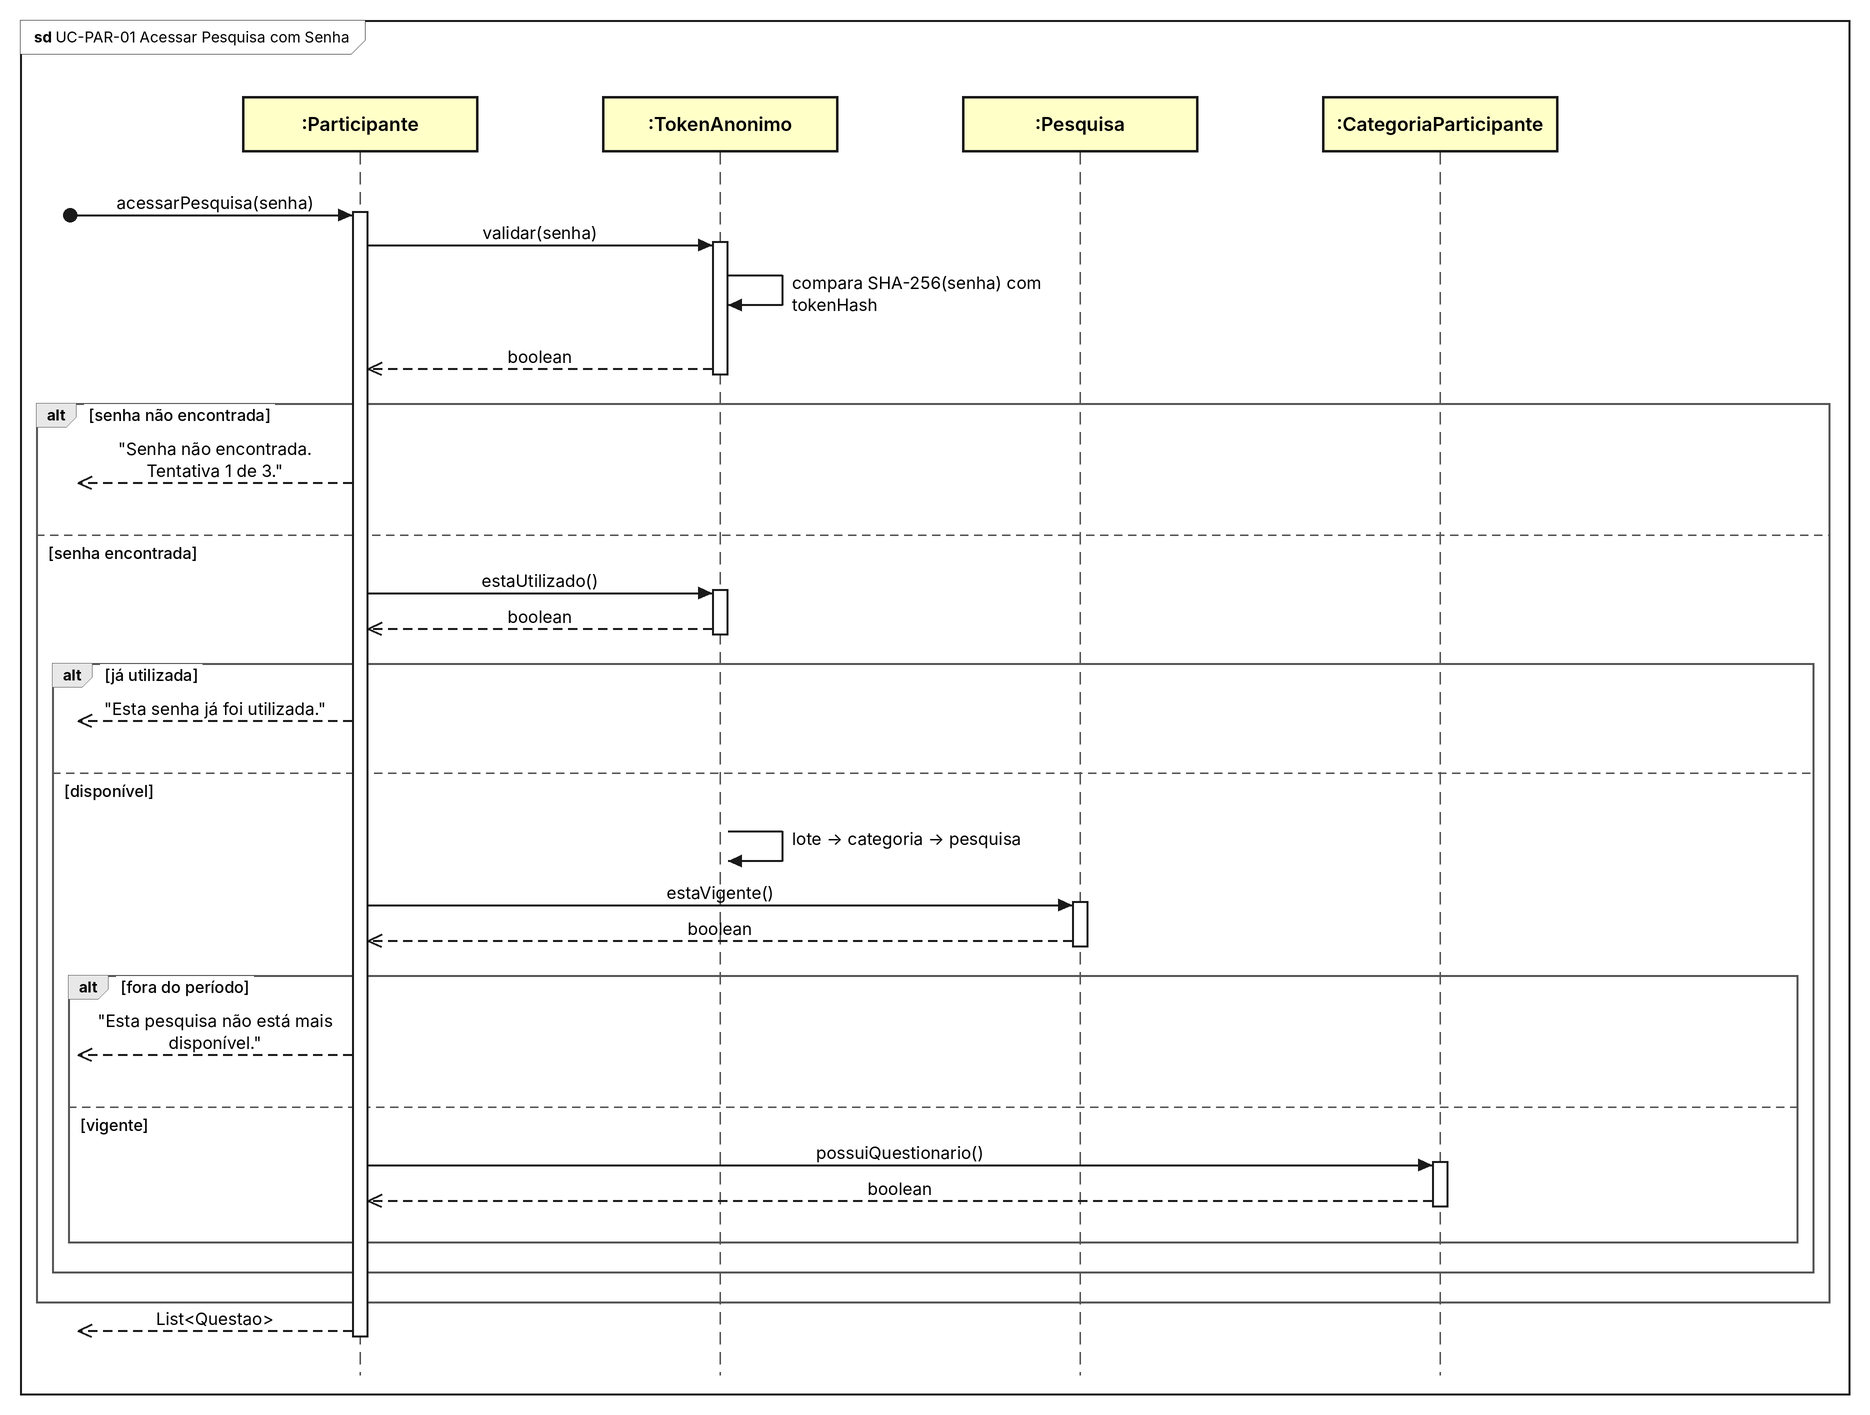 sd UC-PAR-01 Acessar Pesquisa com Senha
:Participante
:TokenAnonimo
:Pesquisa
:CategoriaParticipante
acessarPesquisa(senha)
validar(senha)
compara SHA-256(senha) com
tokenHash
boolean
alt [senha não encontrada]
"Senha não encontrada.
Tentativa 1 de 3."
[senha encontrada]
estaUtilizado()
boolean
alt [já utilizada]
"Esta senha já foi utilizada."
[disponível]
lote → categoria → pesquisa
estaVigente()
boolean
alt [fora do período]
"Esta pesquisa não está mais
disponível."
[vigente]
possuiQuestionario()
boolean
List<Questao>